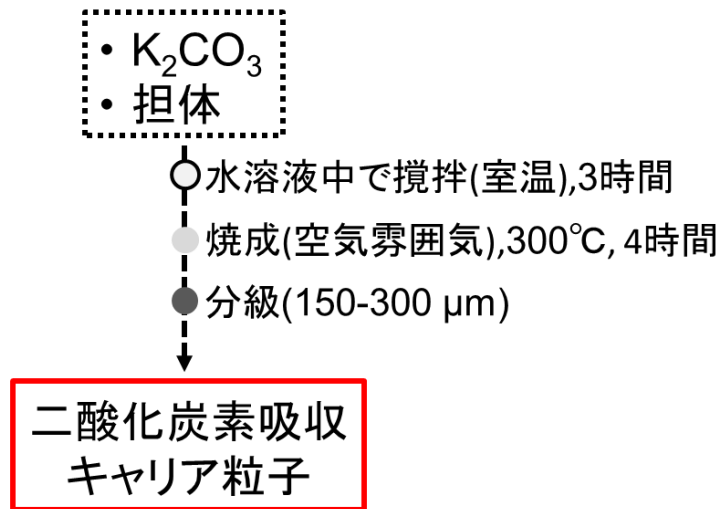 • K₂CO₃
• 担体
水溶液中で撹拌(室温),3時間
焼成(空気雰囲気),300℃, 4時間
分級(150-300 μm)
二酸化炭素吸収
キャリア粒子